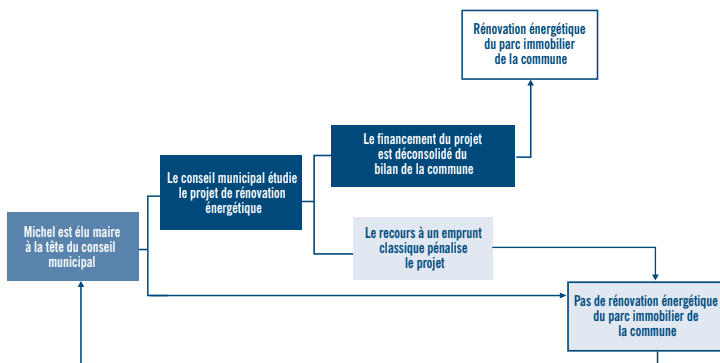 Rénovation énergétique
du parc immobilier
de la commune
Le financement du projet
est déconsolidé du
bilan de la commune
Le conseil municipal étudie
le projet de rénovation
énergétique
Michel est élu maire
à la tête du conseil
municipal
Le recours à un emprunt
classique pénalise
le projet
Pas de rénovation énergétique
du parc immobilier de
la commune